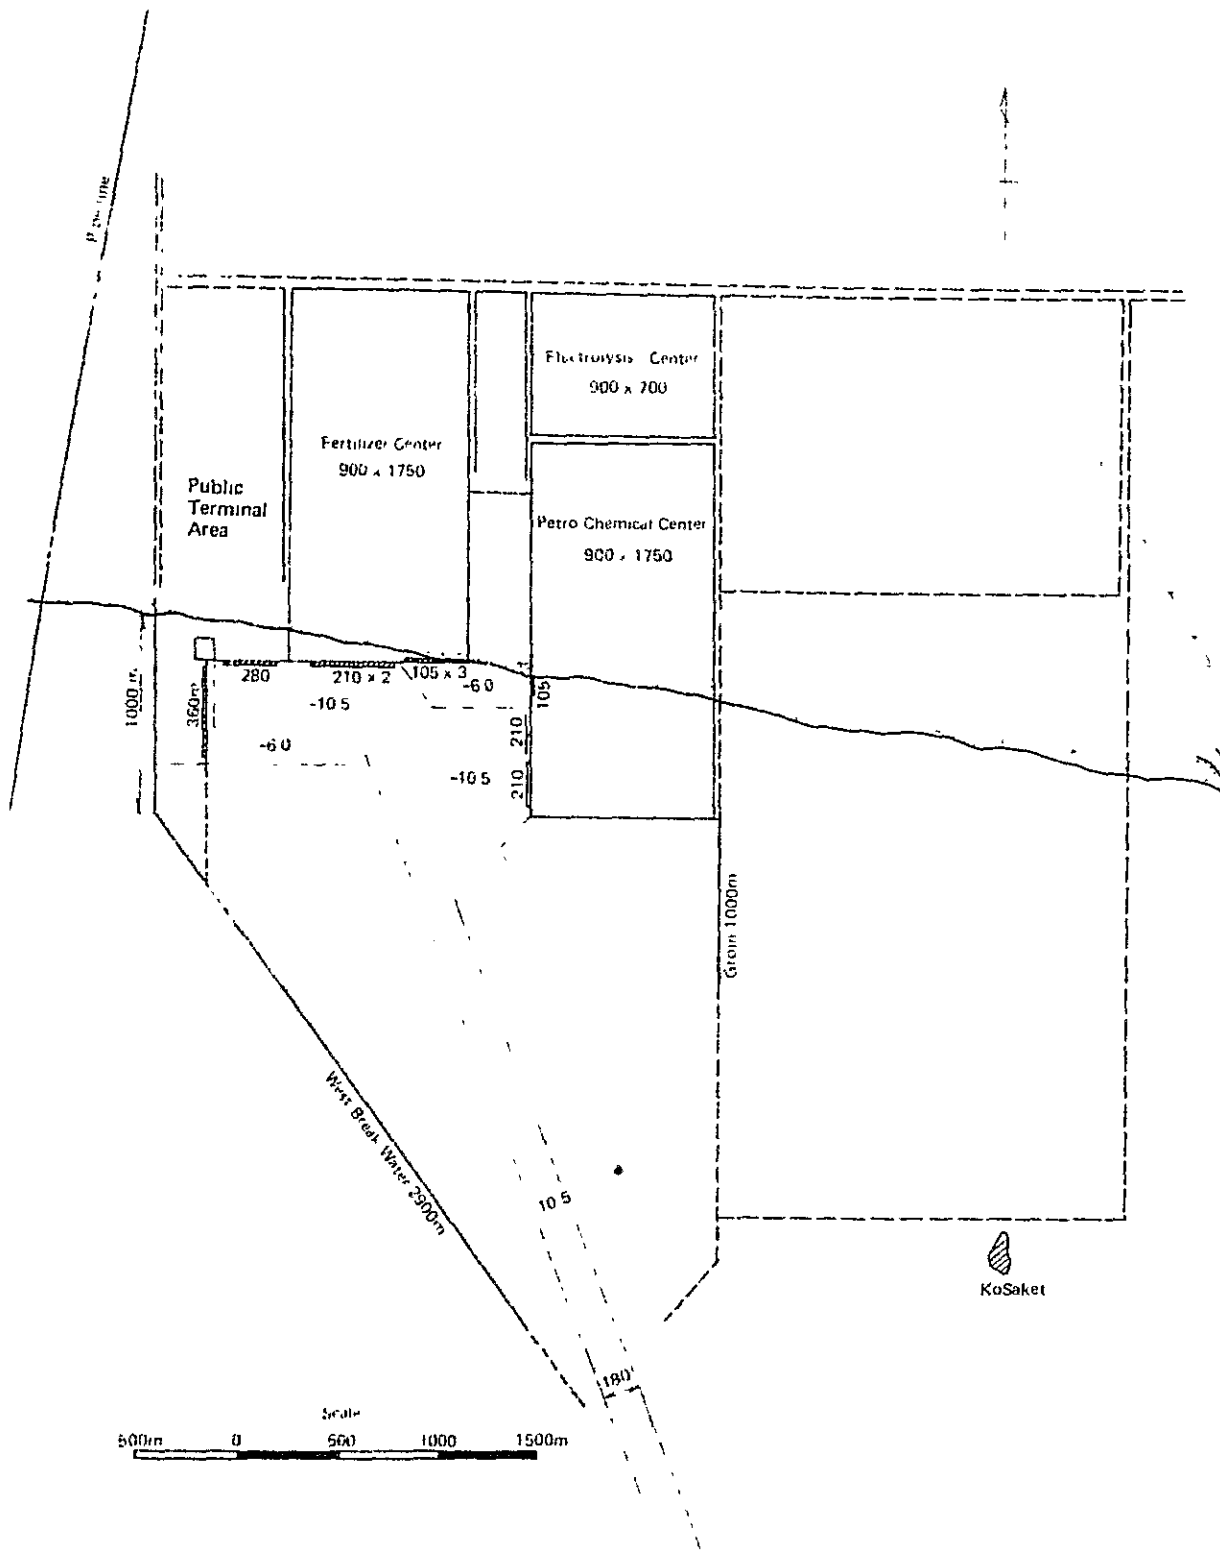 Pipe Line
Electrolysis Center
900 x 700
Fertilizer Center
900 x 1750
Public
Terminal
Area
Petro Chemical Center
900 x 1750
280
210 x 2
105 x 3
-6.0
105
1000 m
360m
-10.5
-6.0
210
-10.5
210
Groin 1000m
West Break Water 2900m
10.5
KoSaket
180
Scale
500m 0 500 1000 1500m